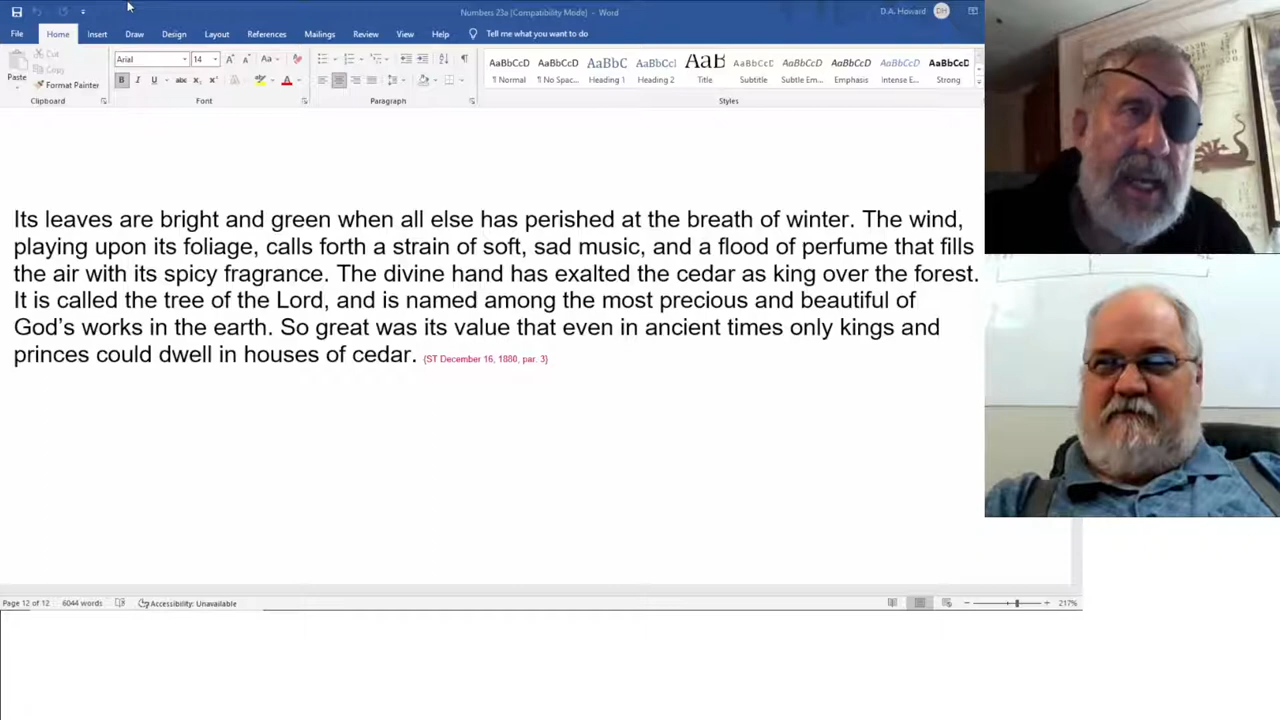 Numbers 23a [Compatibility Mode] - Word
D.A. Howard DH
File Home Insert Draw Design Layout References Mailings Review View Help Tell me what you want to do
Paste
Cut
Copy
Format Painter
Clipboard
Arial 14
Font
Paragraph
AaBbCcD AaBbCcD AaBbC AaBbCcI AaB AaBbCcD AaBbCcD AaBbCcD AaBbCcD AaBbCcD
¶ Normal ¶ No Spac... Heading 1 Heading 2 Title Subtitle Subtle Em... Emphasis Intense E... Strong
Styles
Its leaves are bright and green when all else has perished at the breath of winter. The wind,
playing upon its foliage, calls forth a strain of soft, sad music, and a flood of perfume that fills
the air with its spicy fragrance. The divine hand has exalted the cedar as king over the forest.
It is called the tree of the Lord, and is named among the most precious and beautiful of
God's works in the earth. So great was its value that even in ancient times only kings and
princes could dwell in houses of cedar. {ST December 16, 1880, par. 3}
Page 12 of 12 6044 words Accessibility: Unavailable 217%